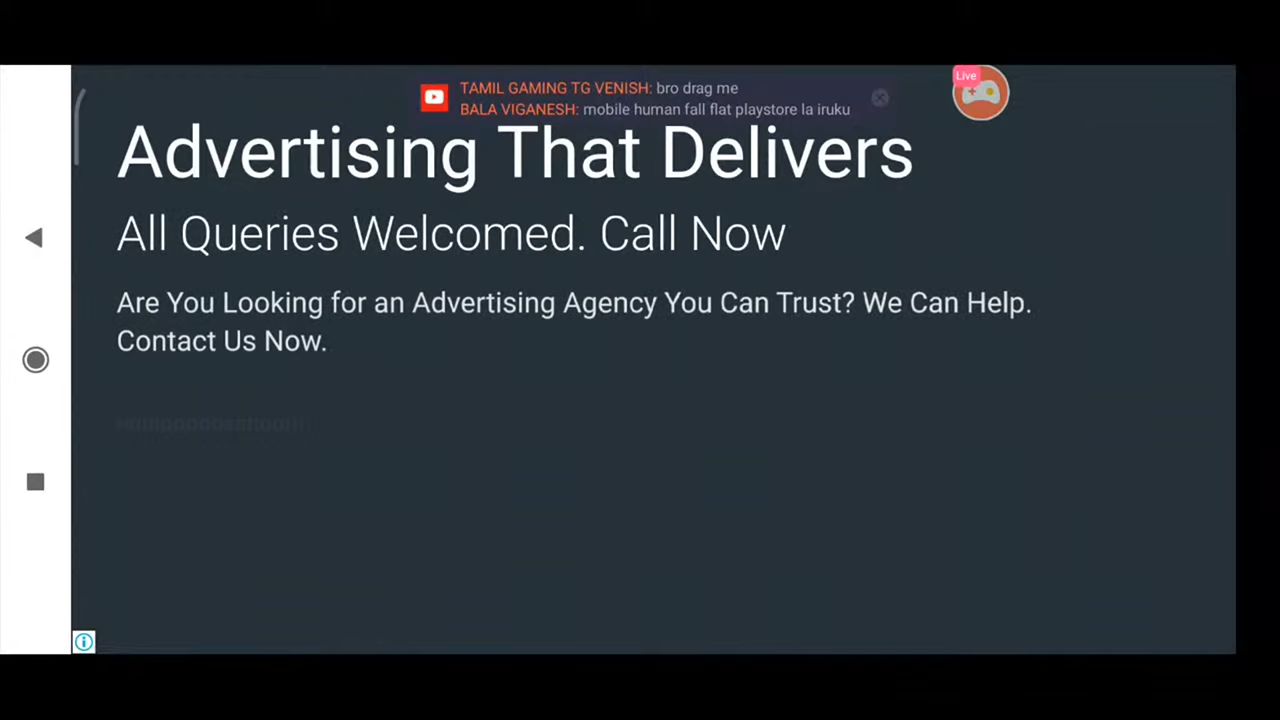 TAMIL GAMING TG VENISH: bro drag me
Live
BALA VIGANESH: mobile human fall flat playstore la iruku
Advertising That Delivers
All Queries Welcomed. Call Now
Are You Looking for an Advertising Agency You Can Trust? We Can Help.
Contact Us Now.